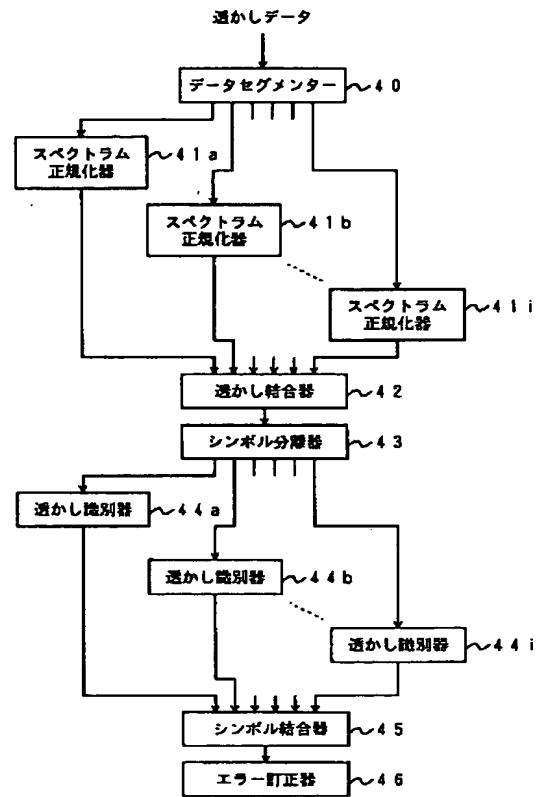 透かしデータ
データセグメンター
40
スペクトラム
正規化器
41a
スペクトラム
正規化器
41b
スペクトラム
正規化器
41i
透かし結合器
42
シンボル分離器
43
透かし識別器
44a
透かし識別器
44b
透かし識別器
44i
シンボル結合器
45
エラー訂正器
46